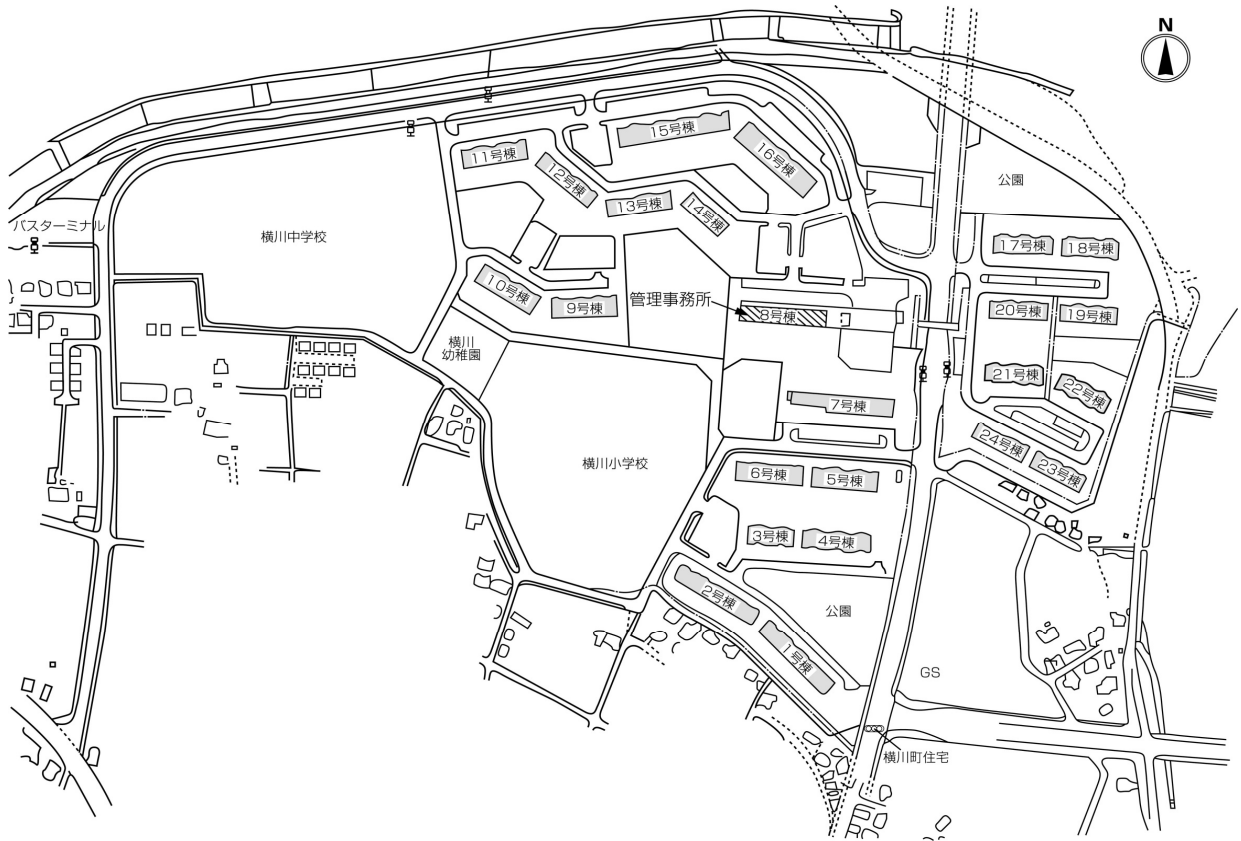 N
15号棟
11号棟
16号棟
12号棟
公園
13号棟
14号棟
バスターミナル
横川中学校
17号棟
18号棟
10号棟
9号棟
管理事務所
8号棟
20号棟
19号棟
横川
幼稚園
21号棟
22号棟
7号棟
24号棟
23号棟
横川小学校
6号棟
5号棟
3号棟
4号棟
2号棟
公園
1号棟
GS
横川町住宅